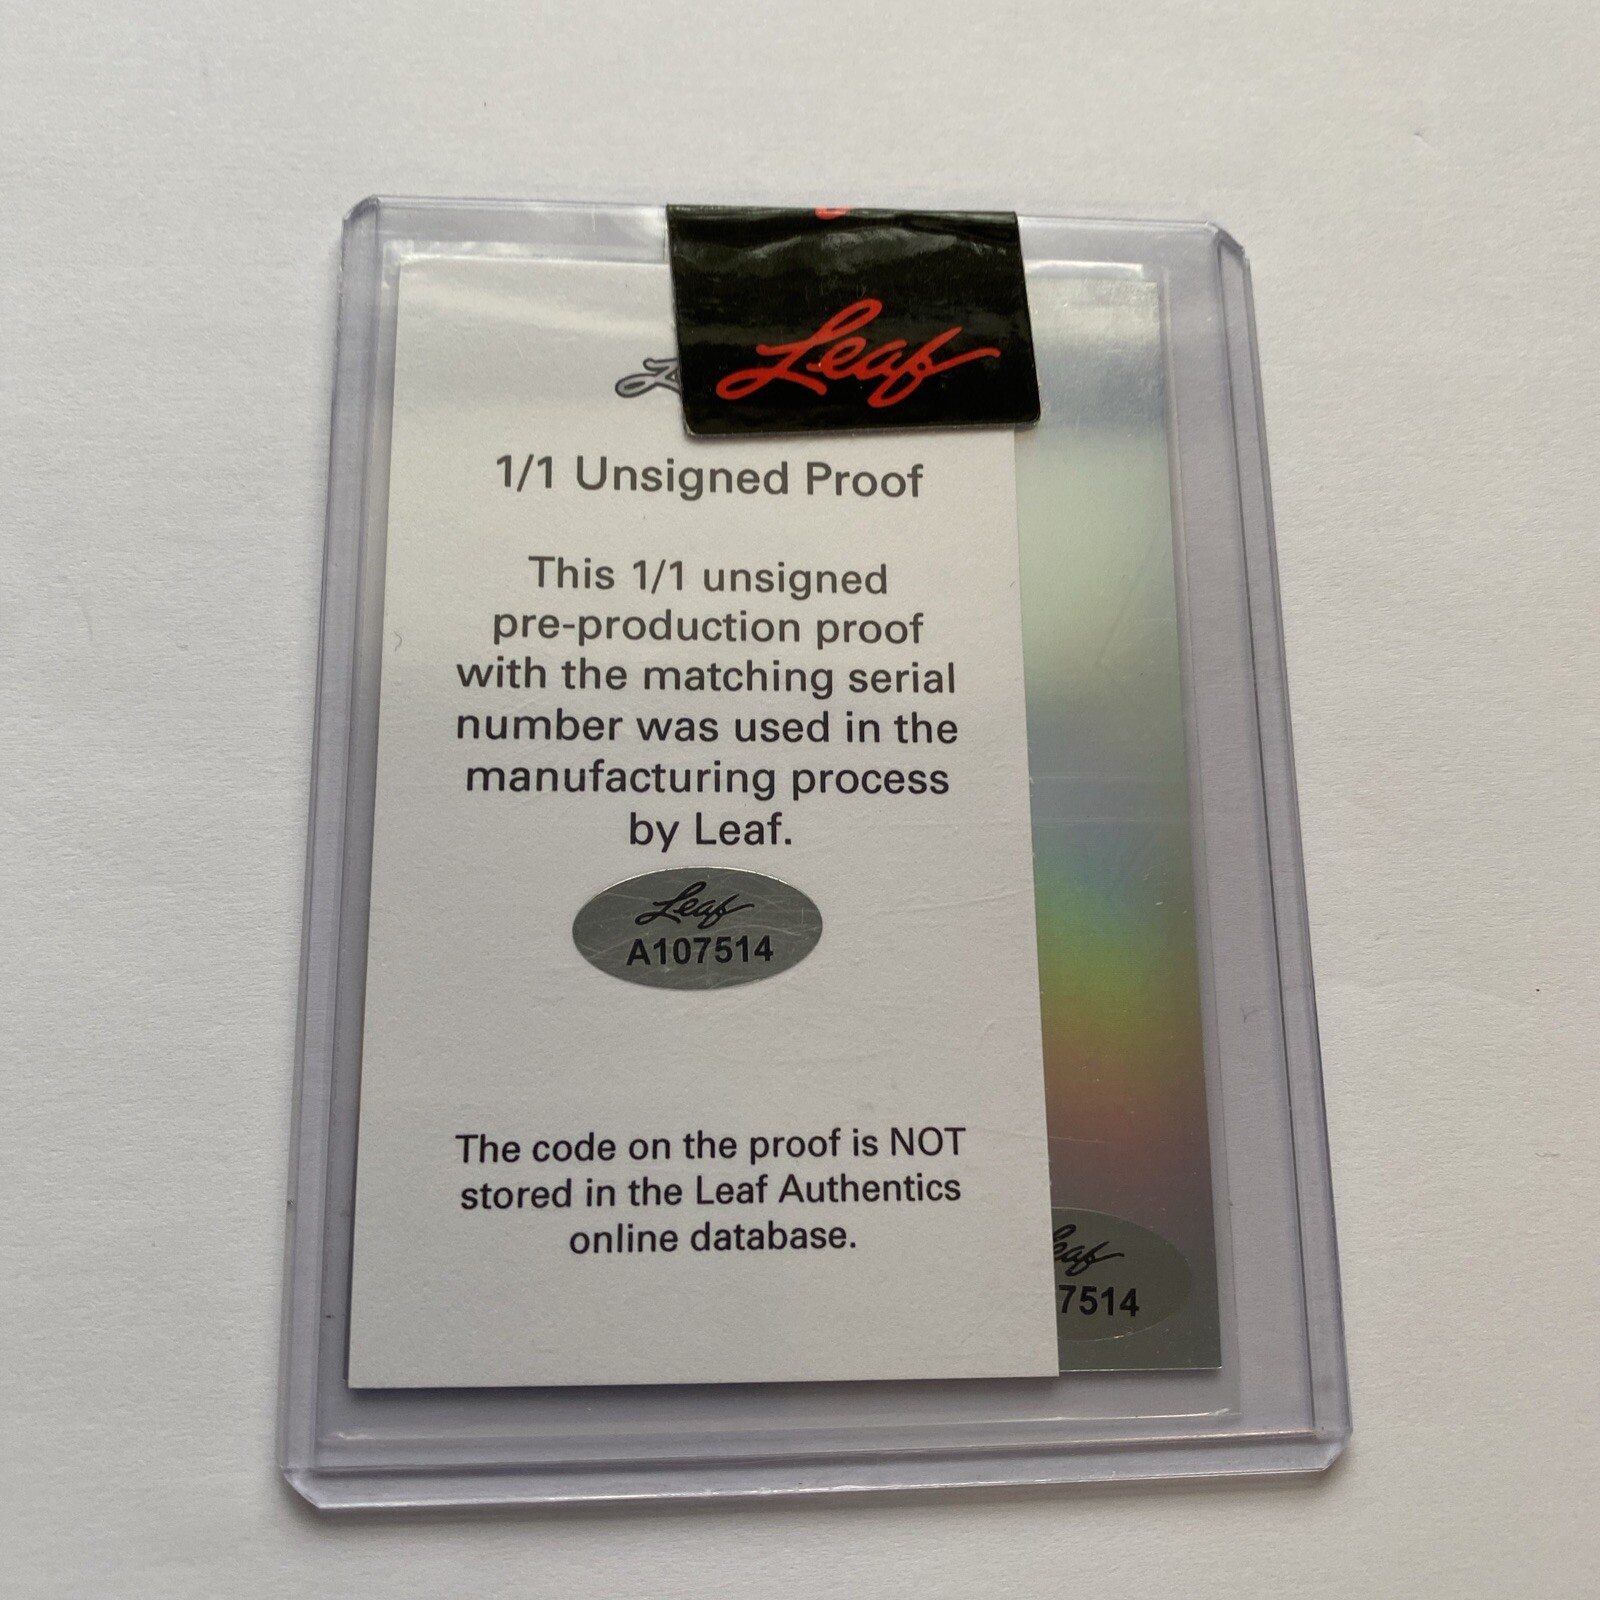 Leaf
1/1 Unsigned Proof
This 1/1 unsigned
pre-production proof
with the matching serial
number was used in the
manufacturing process
by Leaf.
Leaf
A107514
The code on the proof is NOT
stored in the Leaf Authentics
online database.
eaf
7514